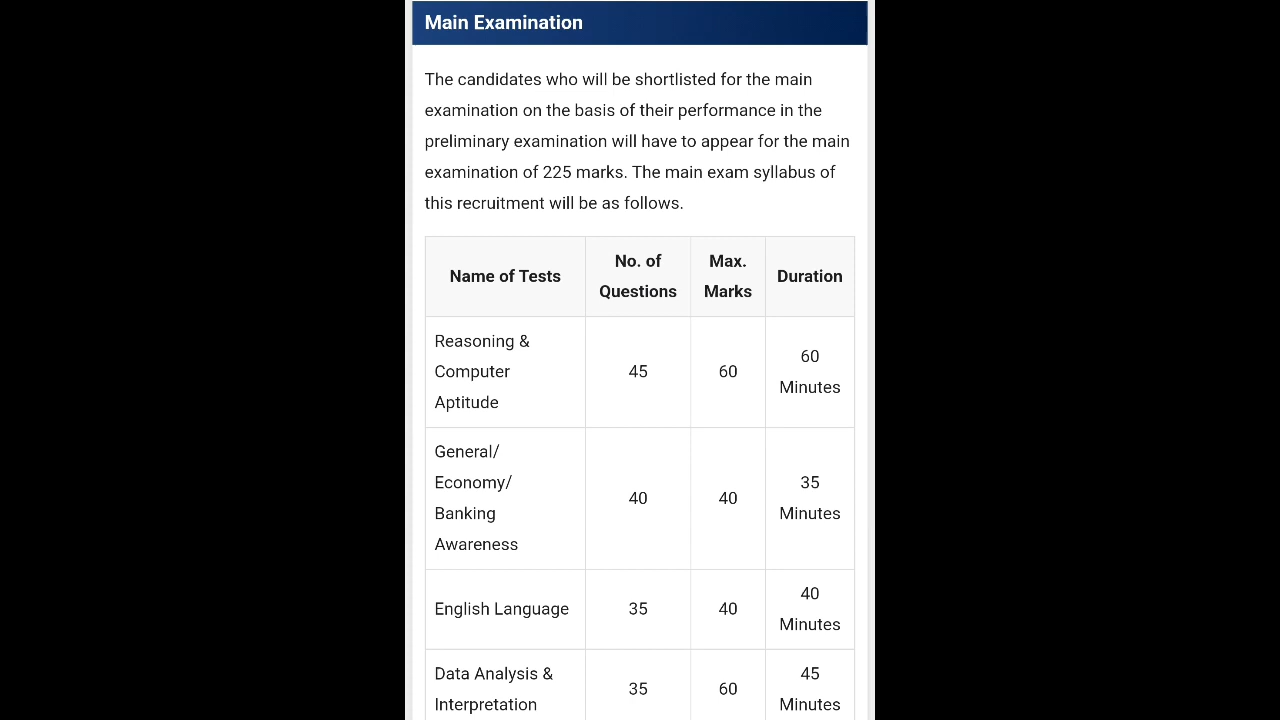 Main Examination
The candidates who will be shortlisted for the main
examination on the basis of their performance in the
preliminary examination will have to appear for the main
examination of 225 marks. The main exam syllabus of
this recruitment will be as follows.
Name of Tests
No. of
Questions
Max.
Marks
Duration
Reasoning &
Computer
Aptitude
45
60
60
Minutes
General/
Economy/
Banking
Awareness
40
40
35
Minutes
English Language
35
40
40
Minutes
Data Analysis &
Interpretation
35
60
45
Minutes